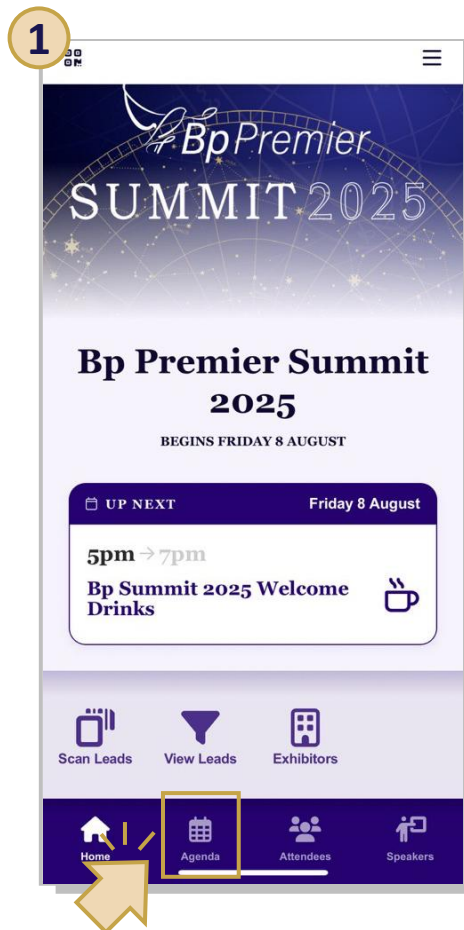 1
Bp Premier
SUMMIT 2025
Bp Premier Summit
2025
BEGINS FRIDAY 8 AUGUST
UP NEXT Friday 8 August
5pm → 7pm
Bp Summit 2025 Welcome
Drinks
Scan Leads View Leads Exhibitors
Home Agenda Attendees Speakers